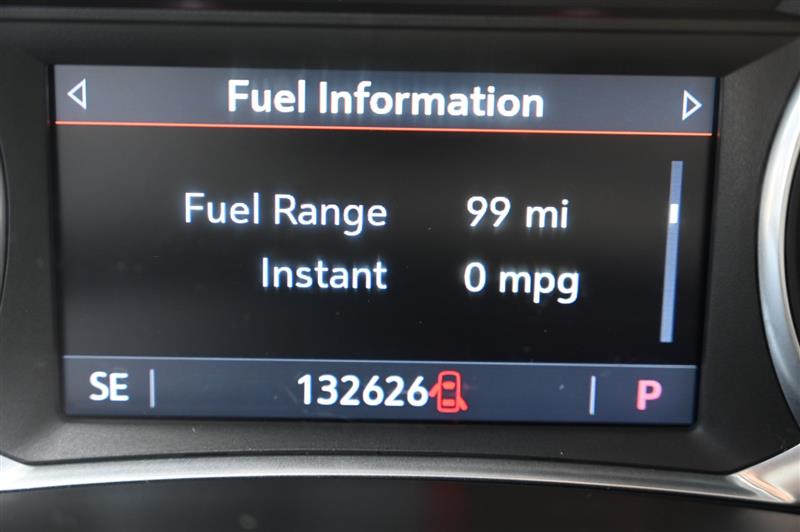 Fuel Information
Fuel Range 99 mi
Instant 0 mpg
SE 132626 P